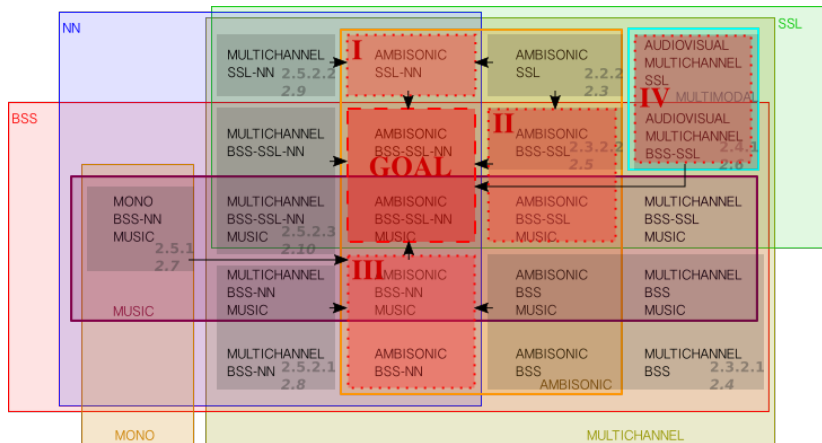 NN
SSL
BSS
MULTICHANNEL
SSL-NN
2.5.2.2
2.9
I
AMBISONIC
SSL-NN
AMBISONIC
SSL
2.2.2
2.3
AUDIOVISUAL
MULTICHANNEL
SSL
IV
MULTIMODAL
AUDIOVISUAL
MULTICHANNEL
BSS-SSL
2.4.1
2.6
MULTICHANNEL
BSS-SSL-NN
AMBISONIC
BSS-SSL-NN
GOAL
II
AMBISONIC
BSS-SSL
2.3.2.2
2.5
MONO
BSS-NN
MUSIC
2.5.1
2.7
MULTICHANNEL
BSS-SSL-NN
MUSIC
2.5.2.3
2.10
AMBISONIC
BSS-SSL-NN
MUSIC
AMBISONIC
BSS-SSL
MUSIC
MULTICHANNEL
BSS-SSL
MUSIC
MUSIC
MULTICHANNEL
BSS-NN
MUSIC
III
AMBISONIC
BSS-NN
MUSIC
AMBISONIC
BSS
MUSIC
MULTICHANNEL
BSS
MUSIC
MULTICHANNEL
BSS-NN
2.5.2.1
2.8
AMBISONIC
BSS-NN
AMBISONIC
BSS
AMBISONIC
MULTICHANNEL
BSS
2.3.2.1
2.4
MONO
MULTICHANNEL